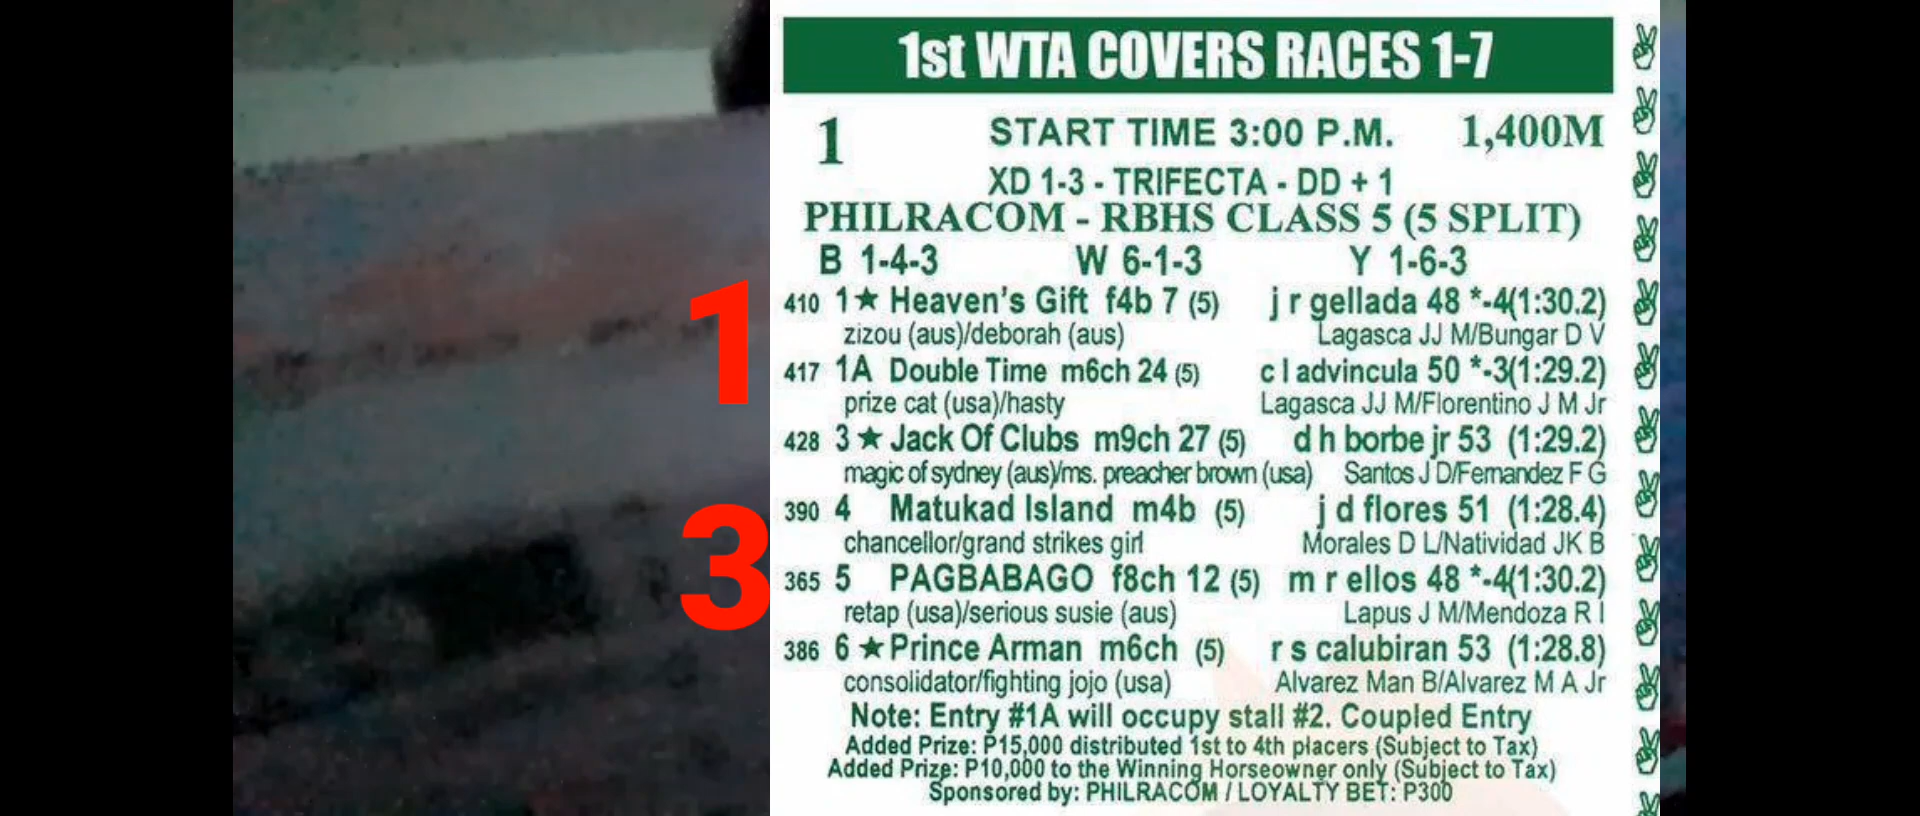 1st WTA COVERS RACES 1-7
1 START TIME 3:00 P.M. 1,400M
XD 1-3 - TRIFECTA - DD + 1
PHILRACOM - RBHS CLASS 5 (5 SPLIT)
B 1-4-3 W 6-1-3 Y 1-6-3
410 1★ Heaven's Gift f4b 7 (5) j r gellada 48 *-4(1:30.2)
zizou (aus)/deborah (aus) Lagasca JJ M/Bungar D V
417 1A Double Time m6ch 24 (5) c l advincula 50 *-3(1:29.2)
prize cat (usa)/hasty Lagasca JJ M/Florentino J M Jr
428 3★ Jack Of Clubs m9ch 27 (5) d h borbe jr 53 (1:29.2)
magic of sydney (aus)/ms. preacher brown (usa) Santos J D/Fernandez F G
390 4 Matukad Island m4b (5) j d flores 51 (1:28.4)
chancellor/grand strikes girl Morales D L/Natividad JK B
365 5 PAGBABAGO f8ch 12 (5) m r ellos 48 *-4(1:30.2)
retap (usa)/serious susie (aus) Lapus J M/Mendoza R I
386 6★ Prince Arman m6ch (5) r s calubiran 53 (1:28.8)
consolidator/fighting jojo (usa) Alvarez Man B/Alvarez M A Jr
Note: Entry #1A will occupy stall #2. Coupled Entry
Added Prize: P15,000 distributed 1st to 4th placers (Subject to Tax)
Added Prize: P10,000 to the Winning Horseowner only (Subject to Tax)
Sponsored by: PHILRACOM / LOYALTY BET: P300
1
3